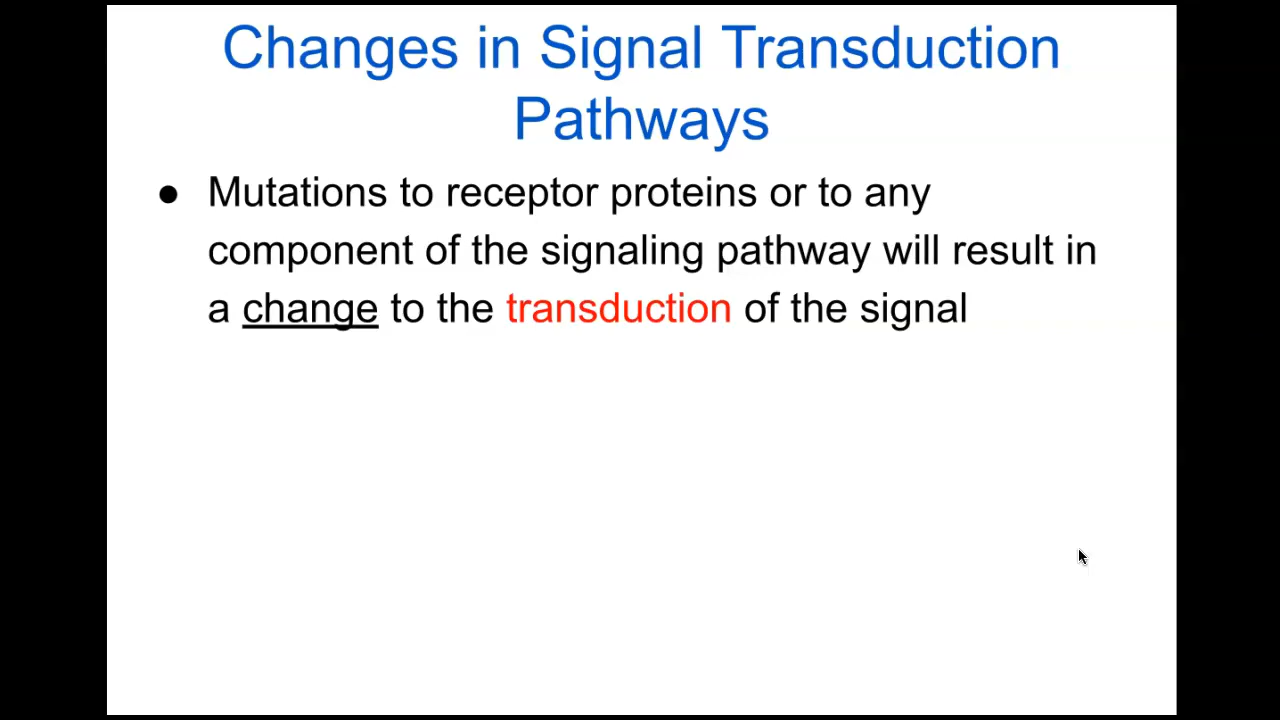 Changes in Signal Transduction
Pathways
● Mutations to receptor proteins or to any
component of the signaling pathway will result in
a change to the transduction of the signal